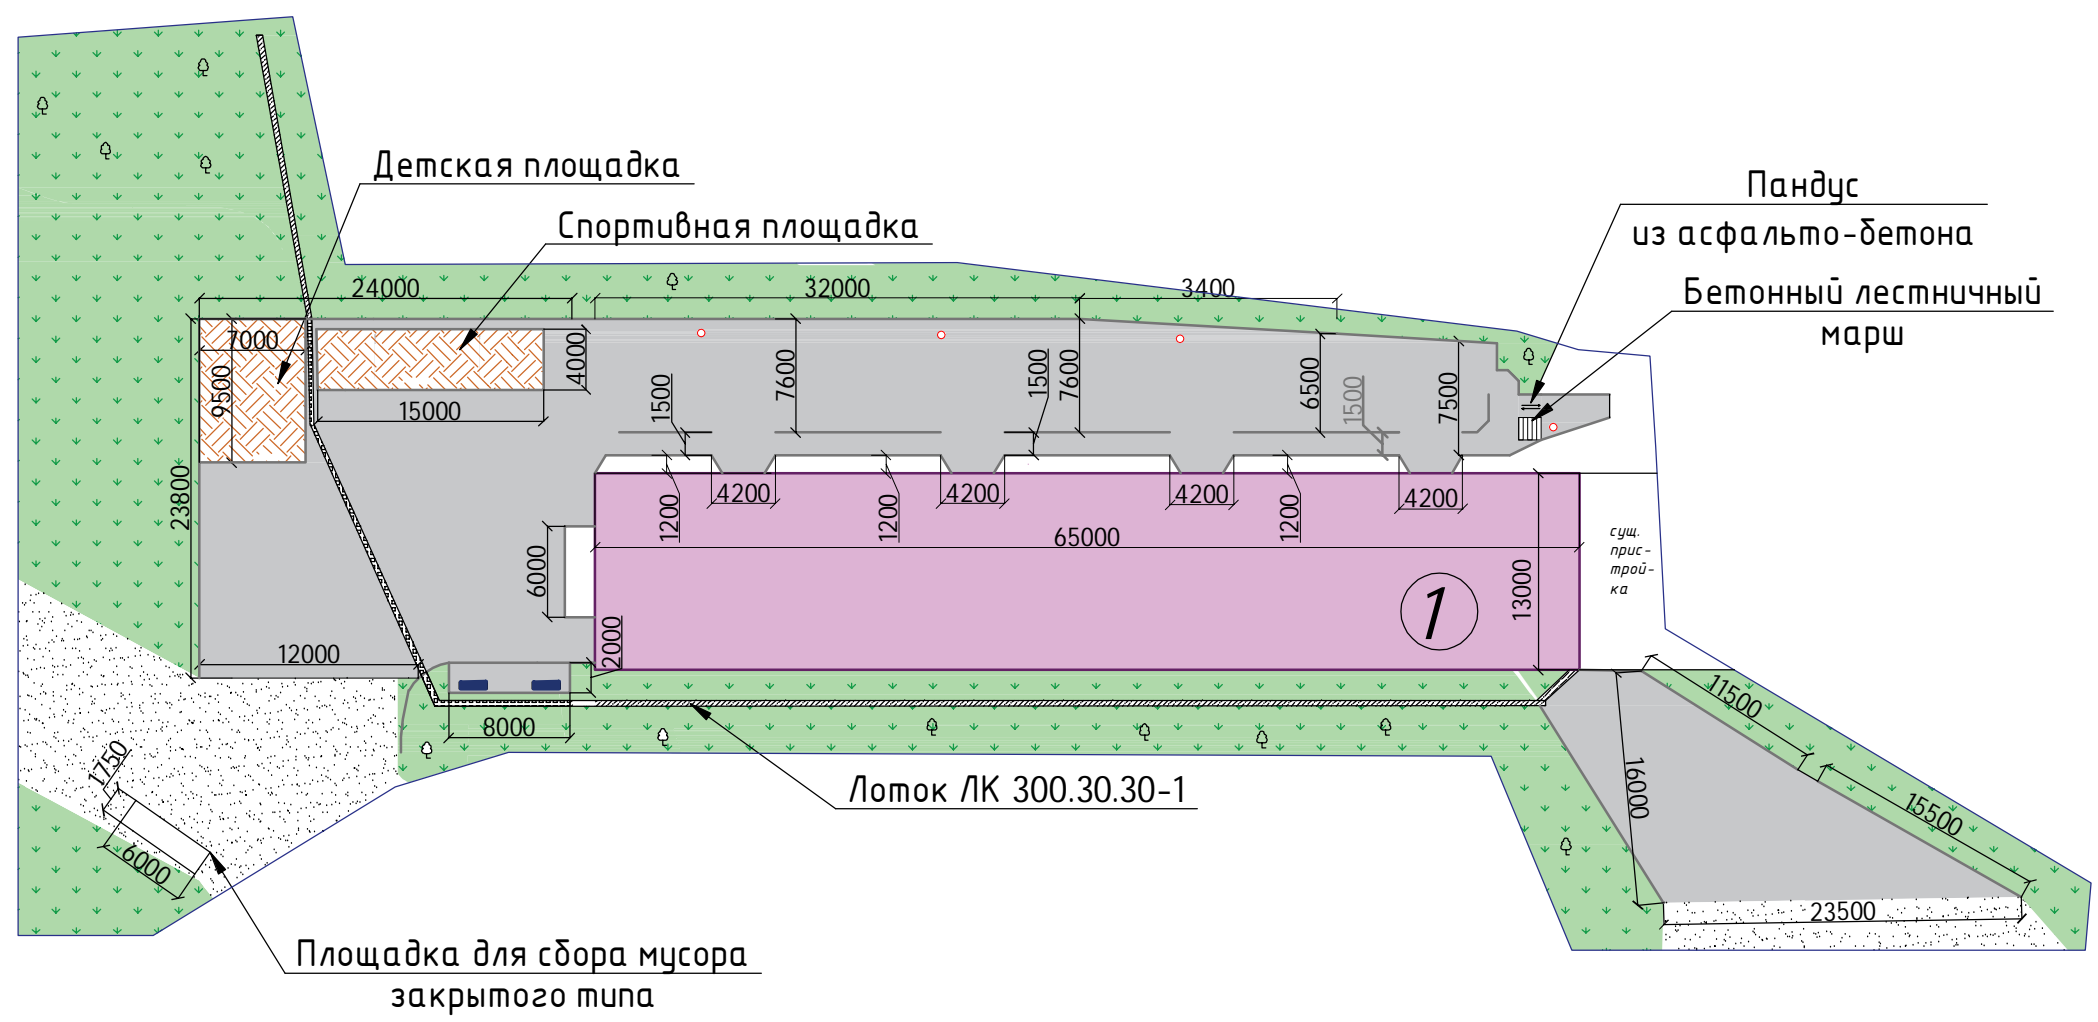 Детская площадка
Спортивная площадка
Пандус
из асфальто-бетона
Бетонный лестничный
марш
24000
32000
3400
7000
9500
4000
15000
1500
7600
1500
7600
6500
1500
7500
23800
4200
4200
4200
4200
1200
1200
1200
65000
6000
13000
1
сущ.
прис-
трой-
ка
12000
2000
8000
11500
16000
15500
23500
1750
6000
Лоток ЛК 300.30.30-1
Площадка для сбора мусора
закрытого типа